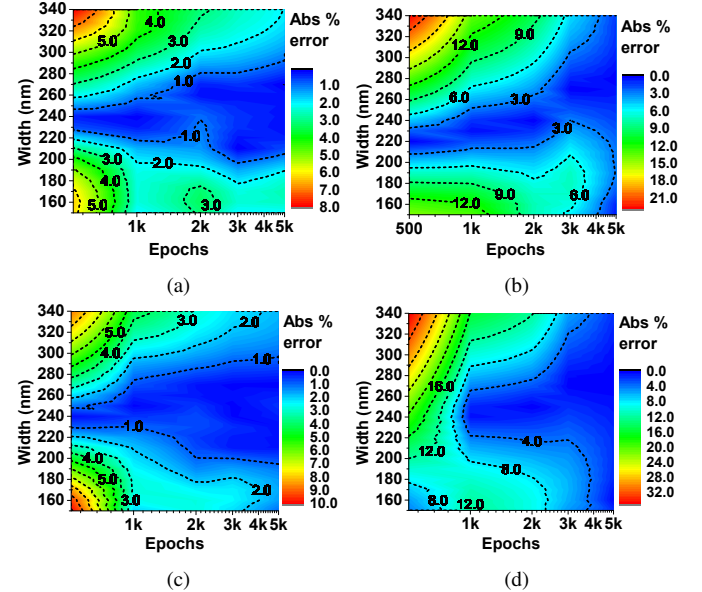 340
320
300
280
260
240
220
200
180
160
Width (nm)
4.0
5.0
3.0
2.0
1.0
1.0
3.0
2.0
4.0
5.0
3.0
1k
2k
3k
4k
5k
Epochs
Abs %
error
1.0
2.0
3.0
4.0
5.0
6.0
7.0
8.0
(a)
340
320
300
280
260
240
220
200
180
160
Width (nm)
12.0
9.0
6.0
3.0
3.0
9.0
6.0
12.0
500
1k
2k
3k
4k
5k
Epochs
Abs %
error
0.0
3.0
6.0
9.0
12.0
15.0
18.0
21.0
(b)
340
320
300
280
260
240
220
200
180
160
Width (nm)
5.0
3.0
2.0
4.0
1.0
1.0
4.0
5.0
3.0
2.0
1k
2k
3k
4k
5k
Epochs
Abs %
error
0.0
1.0
2.0
3.0
4.0
5.0
6.0
7.0
8.0
9.0
10.0
(c)
340
320
300
280
260
240
220
200
180
160
Width (nm)
16.0
4.0
12.0
8.0
8.0
12.0
1k
2k
3k
4k
5k
Epochs
Abs %
error
0.0
4.0
8.0
12.0
16.0
20.0
24.0
28.0
32.0
(d)